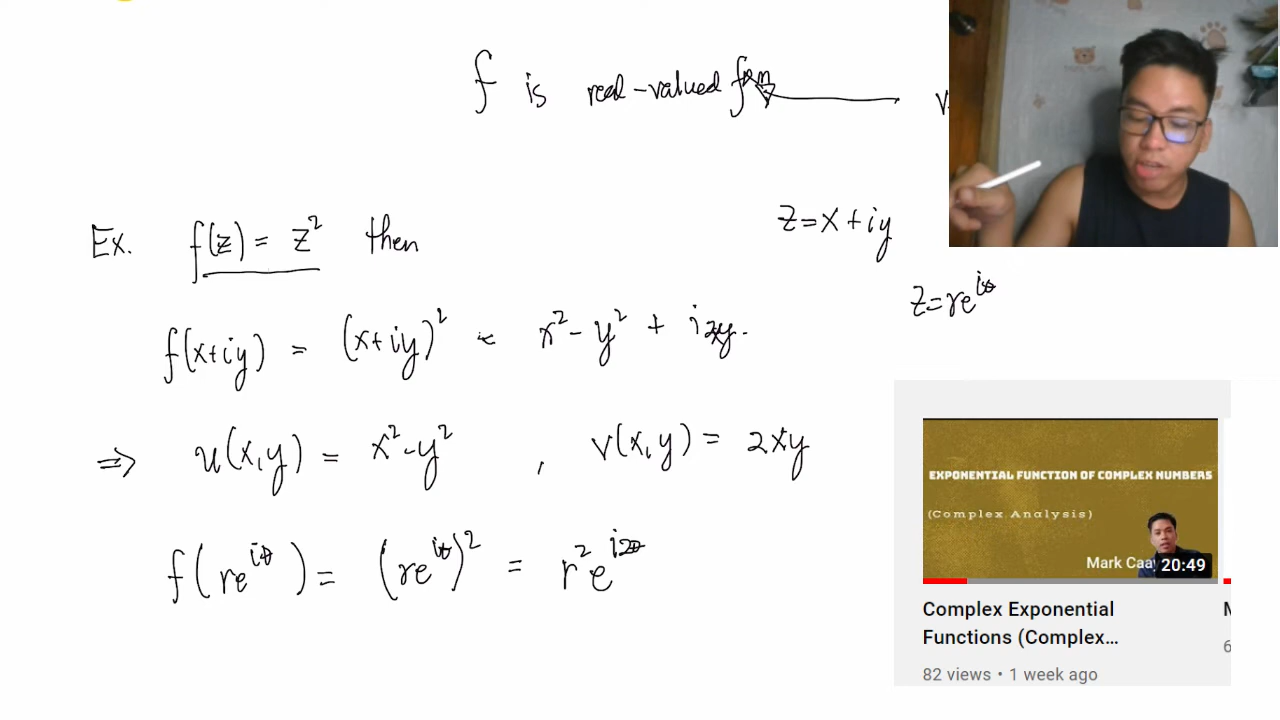 f is real-valued fxn
z=x+iy
Ex. f(z) = z² then
z=re^{iθ}
f(x+iy) = (x+iy)² = x²-y² + i2xy.
⇒ u(x,y) = x²-y² , v(x,y) = 2xy
f(re^{iθ}) = (re^{iθ})² = r²e^{i2θ}
EXPONENTIAL FUNCTION OF COMPLEX NUMBERS
(Complex Analysis)
Mark Caay
20:49
Complex Exponential
Functions (Complex…
82 views • 1 week ago